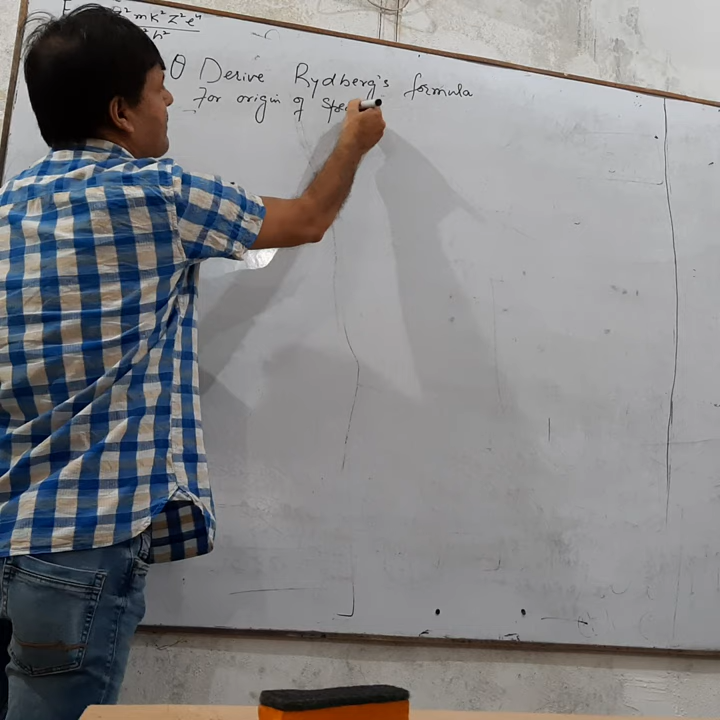 mK²Z²e⁴
h²
Derive Rydberg's formula
For origin of Spe